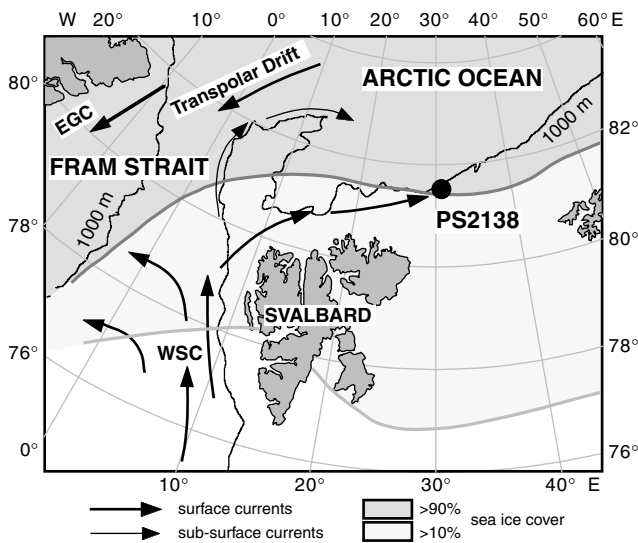 W 20° 10° 0° 10° 20° 30° 60° E
80°
Transpolar Drift
ARCTIC OCEAN
EGC
1000 m
82°
FRAM STRAIT
PS2138
1000 m
78°
80°
SVALBARD
WSC
76°
78°
0°
76°
10° 20° 30° 40° E
surface currents
>90%
sub-surface currents
>10%
sea ice cover